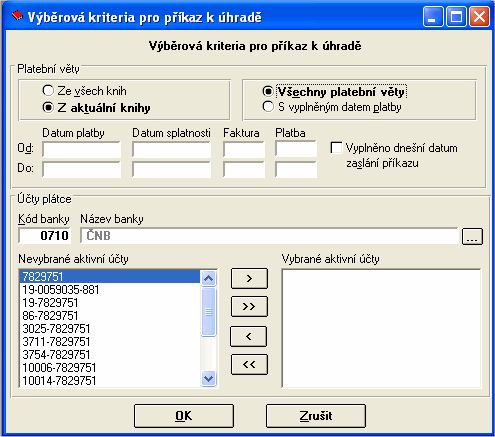 Výběrová kriteria pro příkaz k úhradě
Výběrová kriteria pro příkaz k úhradě
Platební věty
Ze všech knih
Z aktuální knihy
Všechny platební věty
S vyplněným datem platby
Datum platby Datum splatnosti Faktura Platba
Od:
Do:
Vyplněno dnešní datum
zaslání příkazu
Účty plátce
Kód banky Název banky
0710 ČNB ...
Nevybrané aktivní účty
7829751
19-0059035-881
19-7829751
86-7829751
3025-7829751
3711-7829751
3754-7829751
10006-7829751
10014-7829751
>
>>
<
<<
Vybrané aktivní účty
OK Zrušit